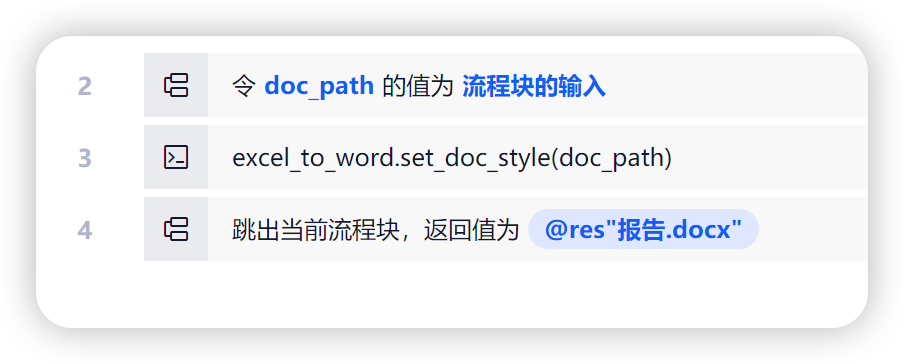 2 令 doc_path 的值为 流程块的输入
3 excel_to_word.set_doc_style(doc_path)
4 跳出当前流程块，返回值为 @res"报告.docx"